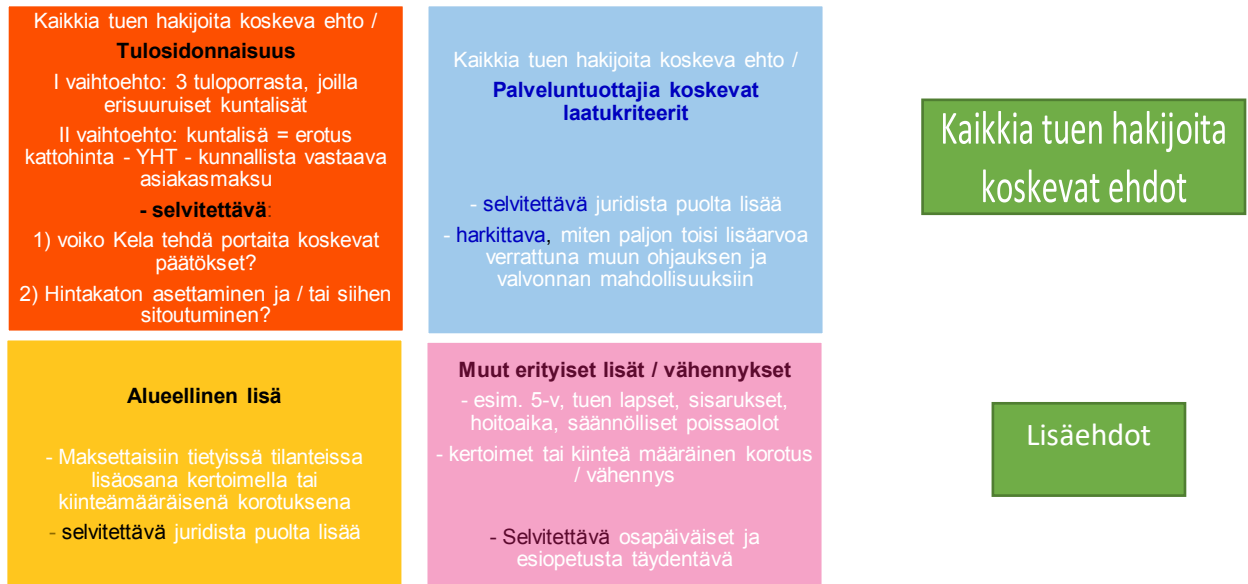 Kaikkia tuen hakijoita koskeva ehto /
Tulosidonnaisuus
I vaihtoehto: 3 tuloporrasta, joilla
erisuuruiset kuntalisät
II vaihtoehto: kuntalisä = erotus
kattohinta - YHT - kunnallista vastaava
asiakasmaksu
- selvitettävä:
1) voiko Kela tehdä portaita koskevat
päätökset?
2) Hintakaton asettaminen ja / tai siihen
sitoutuminen?
Kaikkia tuen hakijoita koskeva ehto /
Palveluntuottajia koskevat
laatukriteerit
- selvitettävä juridista puolta lisää
- harkittava, miten paljon toisi lisäarvoa
verrattuna muun ohjauksen ja
valvonnan mahdollisuuksiin
Kaikkia tuen hakijoita
koskevat ehdot
Alueellinen lisä
- Maksettaisiin tietyissä tilanteissa
lisäosana kertoimella tai
kiinteämääräisenä korotuksena
- selvitettävä juridista puolta lisää
Muut erityiset lisät / vähennykset
- esim. 5-v, tuen lapset, sisarukset,
hoitoaika, säännölliset poissaolot
- kertoimet tai kiinteä määräinen korotus
/ vähennys
- Selvitettävä osapäiväiset ja
esiopetusta täydentävä
Lisäehdot